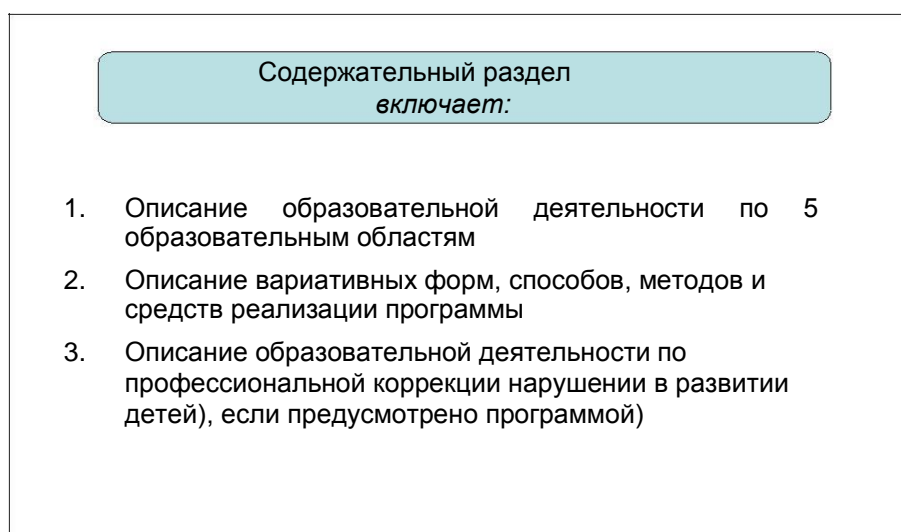 Содержательный раздел
включает:
1. Описание образовательной деятельности по 5
образовательным областям
2. Описание вариативных форм, способов, методов и
средств реализации программы
3. Описание образовательной деятельности по
профессиональной коррекции нарушении в развитии
детей), если предусмотрено программой)